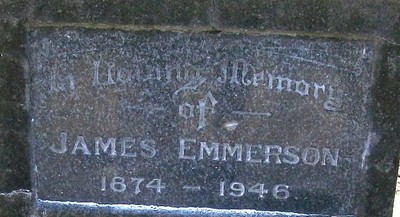 In Loving Memory
— of —
JAMES EMMERSON
1874 – 1946